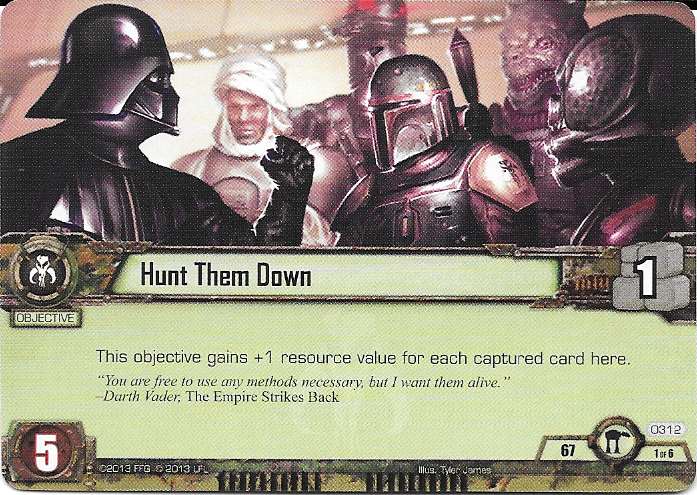 Hunt Them Down
1
OBJECTIVE
This objective gains +1 resource value for each captured card here.
“You are free to use any methods necessary, but I want them alive.”
–Darth Vader, The Empire Strikes Back
0312
5
67
1 OF 6
©2013 FFG © 2013 LFL
Illus. Tyler James